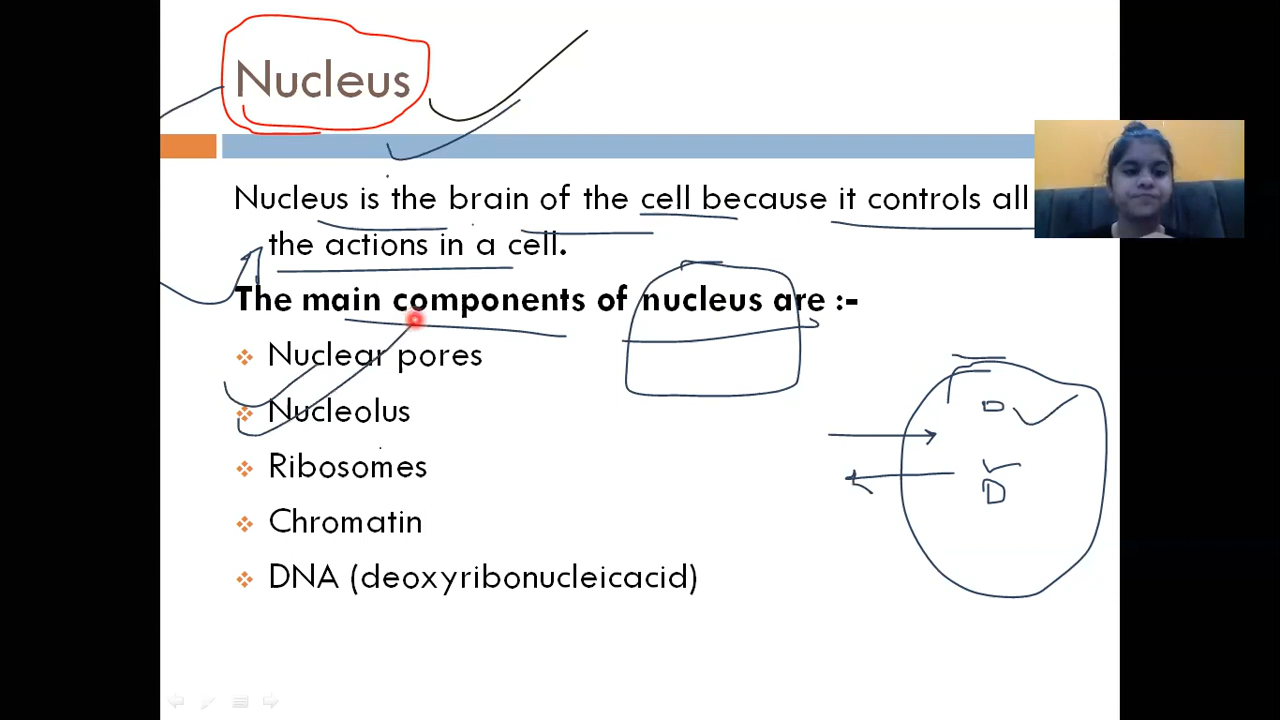 Nucleus
Nucleus is the brain of the cell because it controls all
the actions in a cell.
The main components of nucleus are :-
Nuclear pores
Nucleolus
Ribosomes
Chromatin
DNA (deoxyribonucleicacid)
D
D